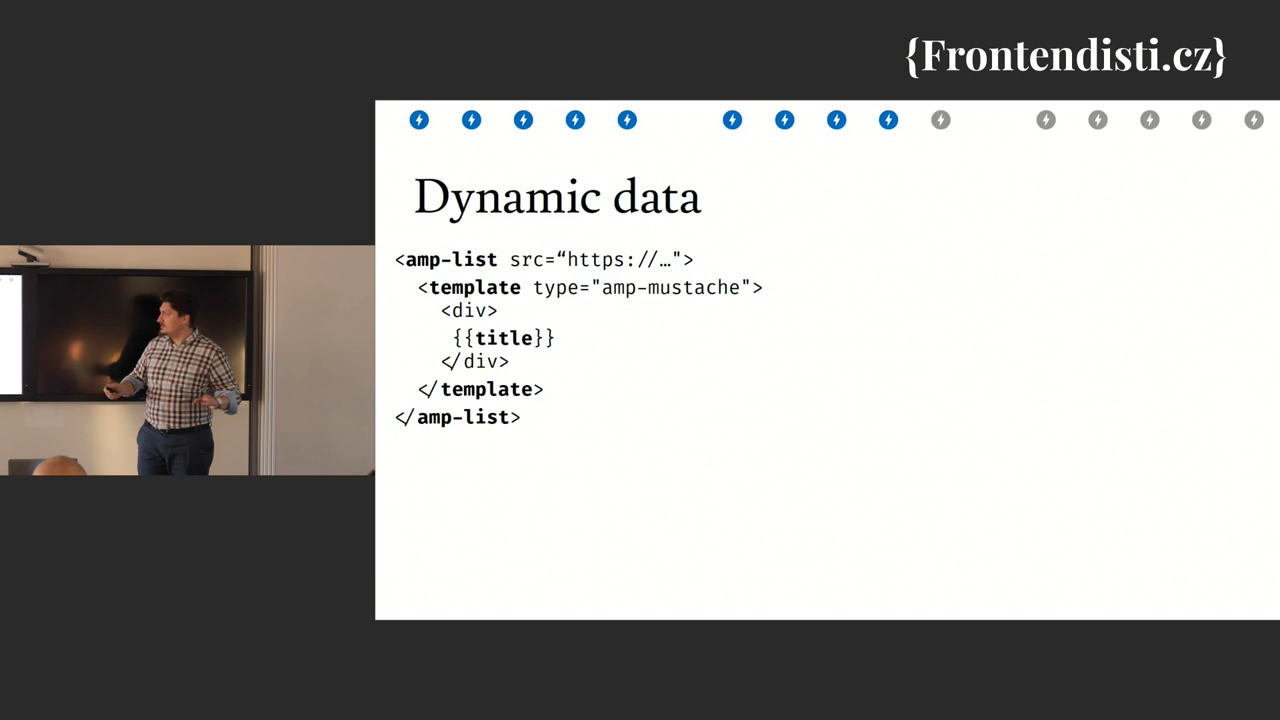 {Frontendisti.cz}
Dynamic data
<amp-list src=“https://…">
<template type="amp-mustache">
<div>
{{title}}
</div>
</template>
</amp-list>